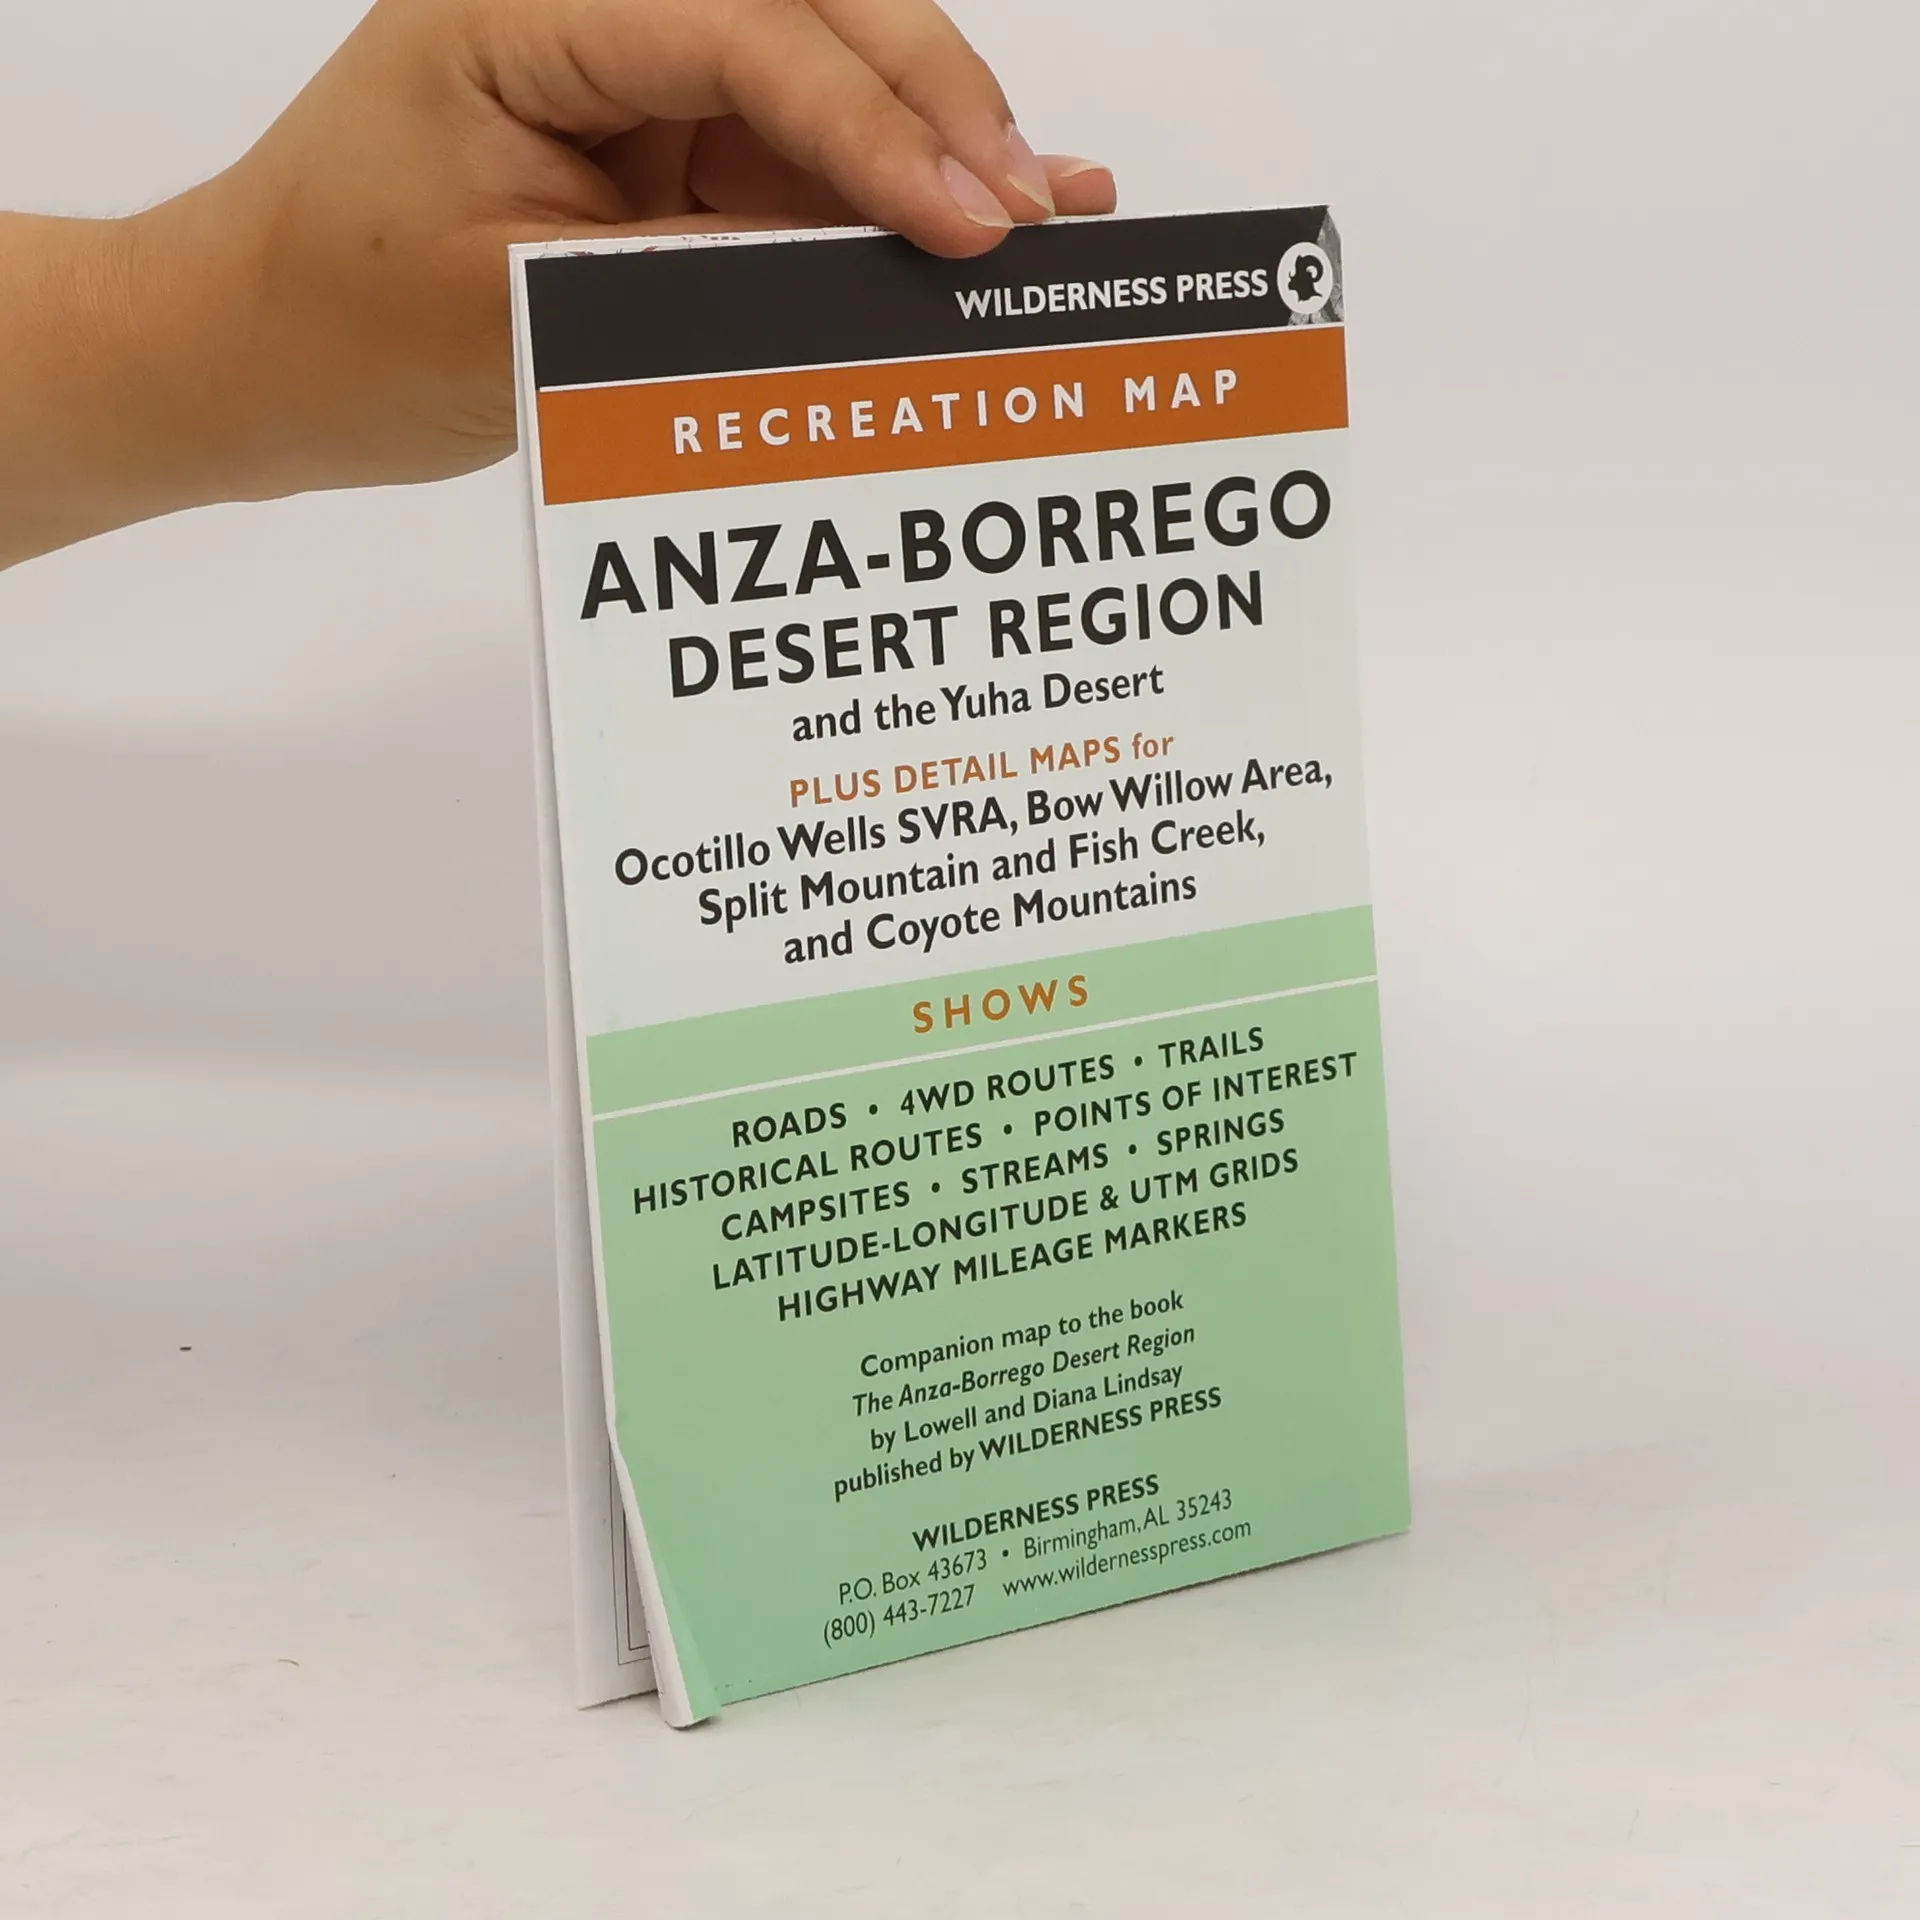 WILDERNESS PRESS
RECREATION MAP
ANZA-BORREGO
DESERT REGION
and the Yuha Desert
PLUS DETAIL MAPS for
Ocotillo Wells SVRA, Bow Willow Area,
Split Mountain and Fish Creek,
and Coyote Mountains
SHOWS
ROADS • 4WD ROUTES • TRAILS
HISTORICAL ROUTES • POINTS OF INTEREST
CAMPSITES • STREAMS • SPRINGS
LATITUDE-LONGITUDE & UTM GRIDS
HIGHWAY MILEAGE MARKERS
Companion map to the book
The Anza-Borrego Desert Region
by Lowell and Diana Lindsay
published by WILDERNESS PRESS
WILDERNESS PRESS
P.O. Box 43673 • Birmingham, AL 35243
(800) 443-7227 www.wildernesspress.com